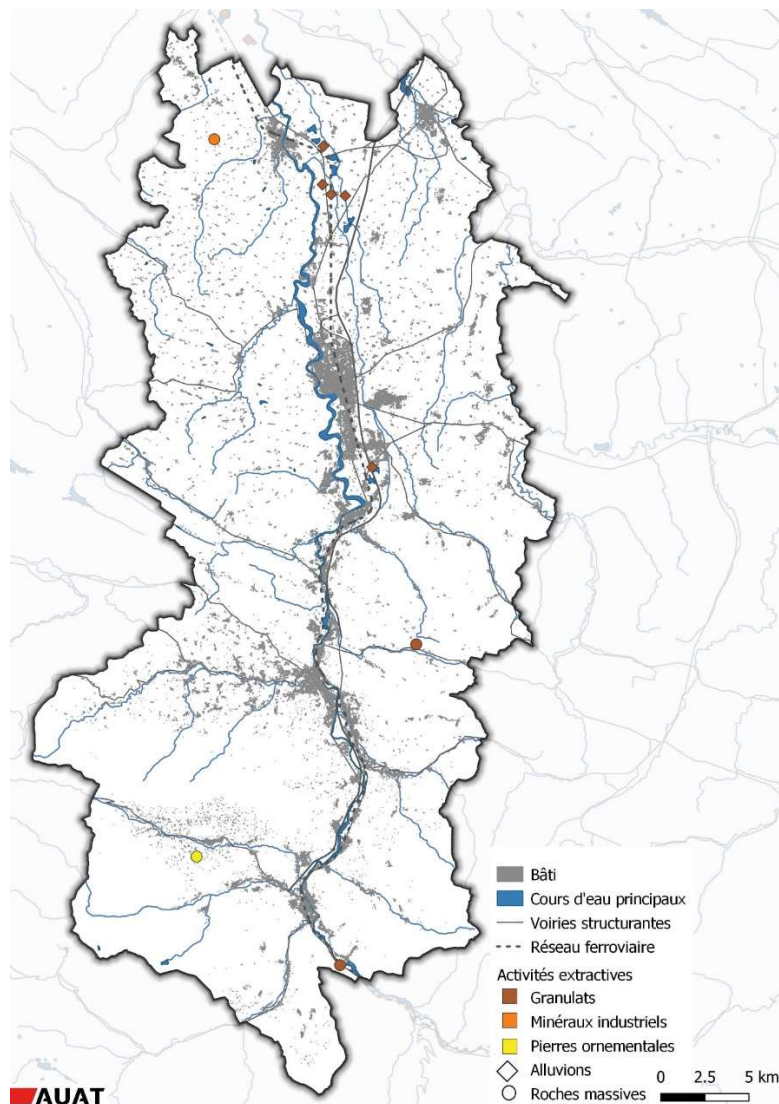 Bâti
Cours d'eau principaux
Voiries structurantes
Réseau ferroviaire
Activités extractives
Granulats
Minéraux industriels
Pierres ornementales
Alluvions
Roches massives
0 2.5 5 km
AUAT